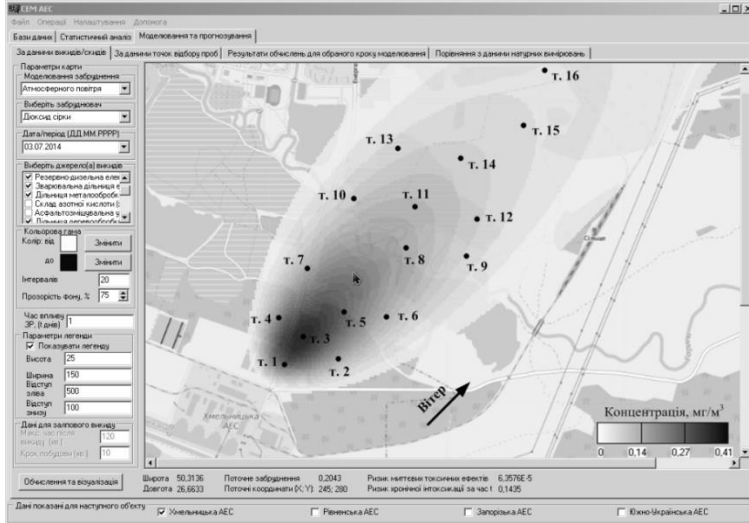 СЕМ АЕС
Файл Операції Налаштування Допомога
Бази даних Статистичний аналіз Моделювання та прогнозування
За даними викидів/скидів За даними точок відбору проб Результати обчислень для обраного кроку моделювання Порівняння з даними натурних вимірювань
Параметри карти
Моделювання забруднення
Атмосферного повітря
Виберіть забруднювач
Діоксид сірки
Дата/період (ДД.ММ.РРРР)
03.07.2014
Виберіть джерело(а) викидів
Резервно-дизельна еле
Зварювальна дільниця
Дільниця металообробк
Склад азотної кислоти
Асфальтозмішувальна у
Дільниця деревообробк
Кольорова гама
Колір: від Змінити
до Змінити
Інтервалів 20
Прозорість фону, % 75
Час впливу ЗР, (днів) 1
Параметри легенди
Показувати легенду
Висота 25
Ширина 150
Відступ зліва 500
Відступ знизу 100
Дані для залпового викиду
Макс. час після викиду, (хв.) 120
Крок побудови (хв.) 10
Обчислення та візуалізація
т. 16
т. 15
т. 13
т. 14
т. 10
т. 11
т. 12
т. 8
т. 9
т. 7
т. 4
т. 5
т. 6
т. 3
т. 1
т. 2
Вітер
Хмельницька
АЕС
Концентрація, мг/м³
0 0,14 0,27 0,41
Широта 50,3136 Поточне забруднення 0,2043 Ризик миттєвих токсичних ефектів 6,3576E-5
Довгота 26,6633 Поточні координати (X; Y) 245; 280 Ризик хронічної інтоксикації за час t 0,1435
Дані показані для наступного об'єкту
Хмельницька АЕС Рівненська АЕС Запорізька АЕС Южно-Українська АЕС